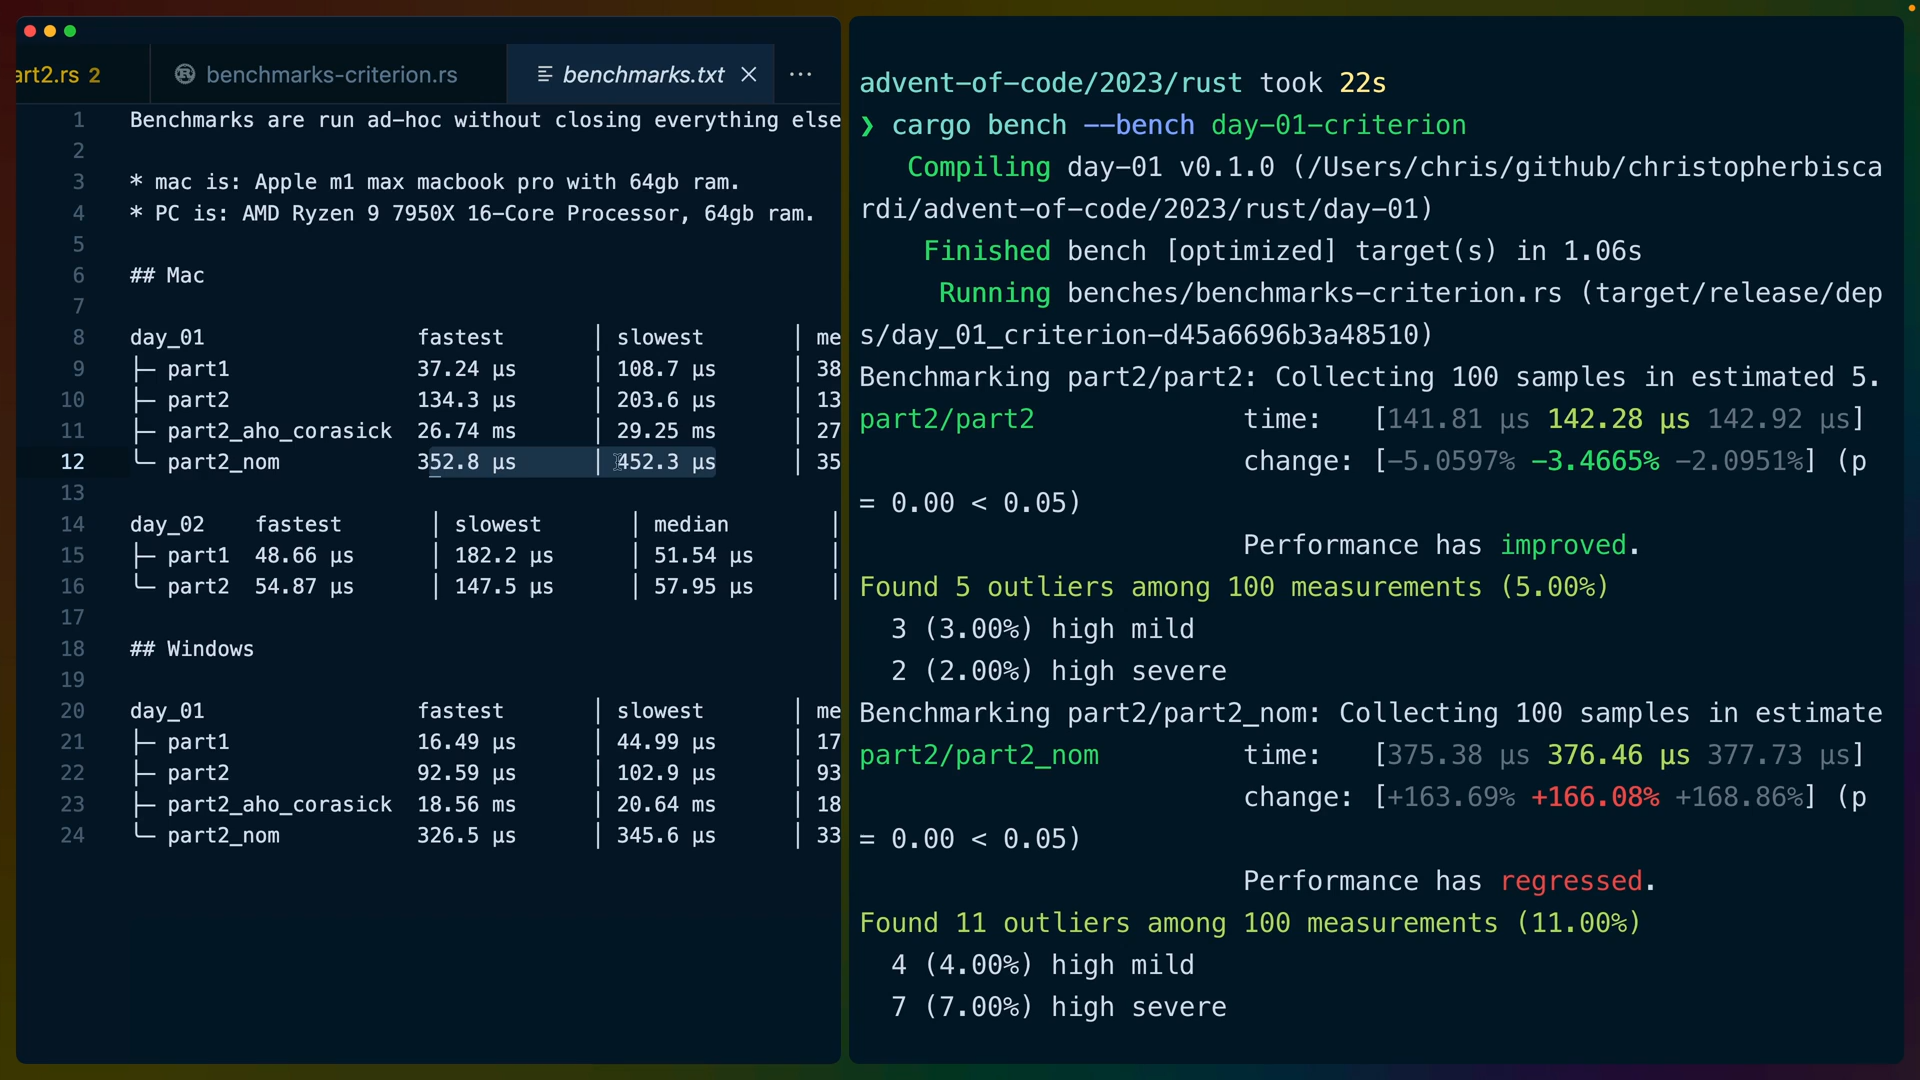 art2.rs 2
benchmarks-criterion.rs
benchmarks.txt
1 Benchmarks are run ad-hoc without closing everything else
2
3 * mac is: Apple m1 max macbook pro with 64gb ram.
4 * PC is: AMD Ryzen 9 7950X 16-Core Processor, 64gb ram.
5
6 ## Mac
7
8 day_01 fastest │ slowest │ me
9 ├─ part1 37.24 µs │ 108.7 µs │ 38
10 ├─ part2 134.3 µs │ 203.6 µs │ 13
11 ├─ part2_aho_corasick 26.74 ms │ 29.25 ms │ 27
12 ╰─ part2_nom 352.8 µs │ 452.3 µs │ 35
13
14 day_02 fastest │ slowest │ median │
15 ├─ part1 48.66 µs │ 182.2 µs │ 51.54 µs │
16 ╰─ part2 54.87 µs │ 147.5 µs │ 57.95 µs │
17
18 ## Windows
19
20 day_01 fastest │ slowest │ me
21 ├─ part1 16.49 µs │ 44.99 µs │ 17
22 ├─ part2 92.59 µs │ 102.9 µs │ 93
23 ├─ part2_aho_corasick 18.56 ms │ 20.64 ms │ 18
24 ╰─ part2_nom 326.5 µs │ 345.6 µs │ 33
advent-of-code/2023/rust took 22s
❯ cargo bench --bench day-01-criterion
Compiling day-01 v0.1.0 (/Users/chris/github/christopherbisca
rdi/advent-of-code/2023/rust/day-01)
Finished bench [optimized] target(s) in 1.06s
Running benches/benchmarks-criterion.rs (target/release/dep
s/day_01_criterion-d45a6696b3a48510)
Benchmarking part2/part2: Collecting 100 samples in estimated 5.
part2/part2 time: [141.81 µs 142.28 µs 142.92 µs]
change: [-5.0597% -3.4665% -2.0951%] (p
= 0.00 < 0.05)
Performance has improved.
Found 5 outliers among 100 measurements (5.00%)
3 (3.00%) high mild
2 (2.00%) high severe
Benchmarking part2/part2_nom: Collecting 100 samples in estimate
part2/part2_nom time: [375.38 µs 376.46 µs 377.73 µs]
change: [+163.69% +166.08% +168.86%] (p
= 0.00 < 0.05)
Performance has regressed.
Found 11 outliers among 100 measurements (11.00%)
4 (4.00%) high mild
7 (7.00%) high severe